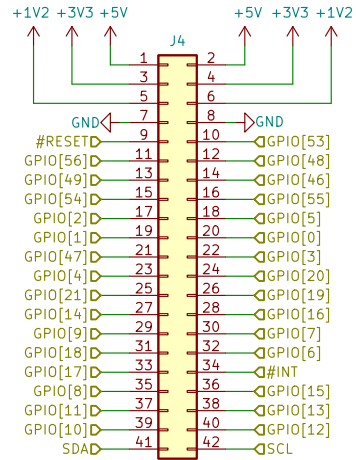 +1V2 +3V3 +5V +5V +3V3 +1V2
J4
1 2
3 4
5 6
GND 7 8 GND
#RESET 9 10 GPIO[53]
GPIO[56] 11 12 GPIO[48]
GPIO[49] 13 14 GPIO[46]
GPIO[54] 15 16 GPIO[55]
GPIO[2] 17 18 GPIO[5]
GPIO[1] 19 20 GPIO[0]
GPIO[47] 21 22 GPIO[3]
GPIO[4] 23 24 GPIO[20]
GPIO[21] 25 26 GPIO[19]
GPIO[14] 27 28 GPIO[16]
GPIO[9] 29 30 GPIO[7]
GPIO[18] 31 32 GPIO[6]
GPIO[17] 33 34 #INT
GPIO[8] 35 36 GPIO[15]
GPIO[11] 37 38 GPIO[13]
GPIO[10] 39 40 GPIO[12]
SDA 41 42 SCL